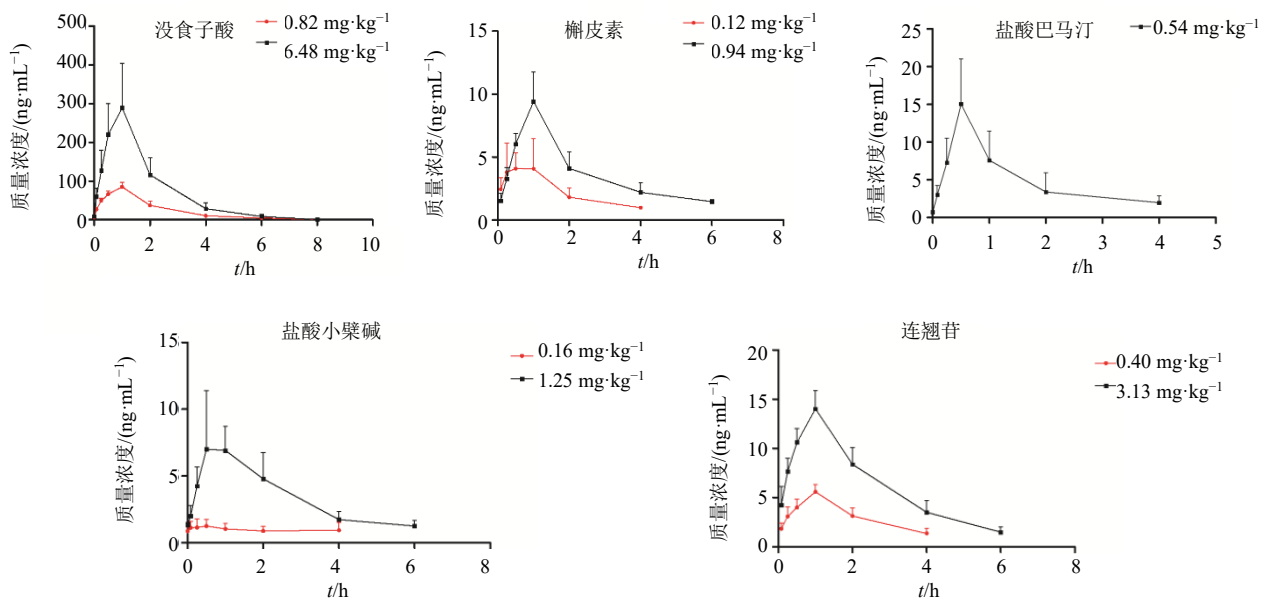 没食子酸
0.82 mg·kg⁻¹
6.48 mg·kg⁻¹
500
400
300
200
100
0
质量浓度/(ng·mL⁻¹)
0 2 4 6 8 10
t/h
槲皮素
0.12 mg·kg⁻¹
0.94 mg·kg⁻¹
15
10
5
0
质量浓度/(ng·mL⁻¹)
0 2 4 6 8
t/h
盐酸巴马汀
0.54 mg·kg⁻¹
25
20
15
10
5
0
质量浓度/(ng·mL⁻¹)
0 1 2 3 4 5
t/h
盐酸小檗碱
0.16 mg·kg⁻¹
1.25 mg·kg⁻¹
15
10
5
0
质量浓度/(ng·mL⁻¹)
0 2 4 6 8
t/h
连翘苷
0.40 mg·kg⁻¹
3.13 mg·kg⁻¹
20
15
10
5
0
质量浓度/(ng·mL⁻¹)
0 2 4 6 8
t/h